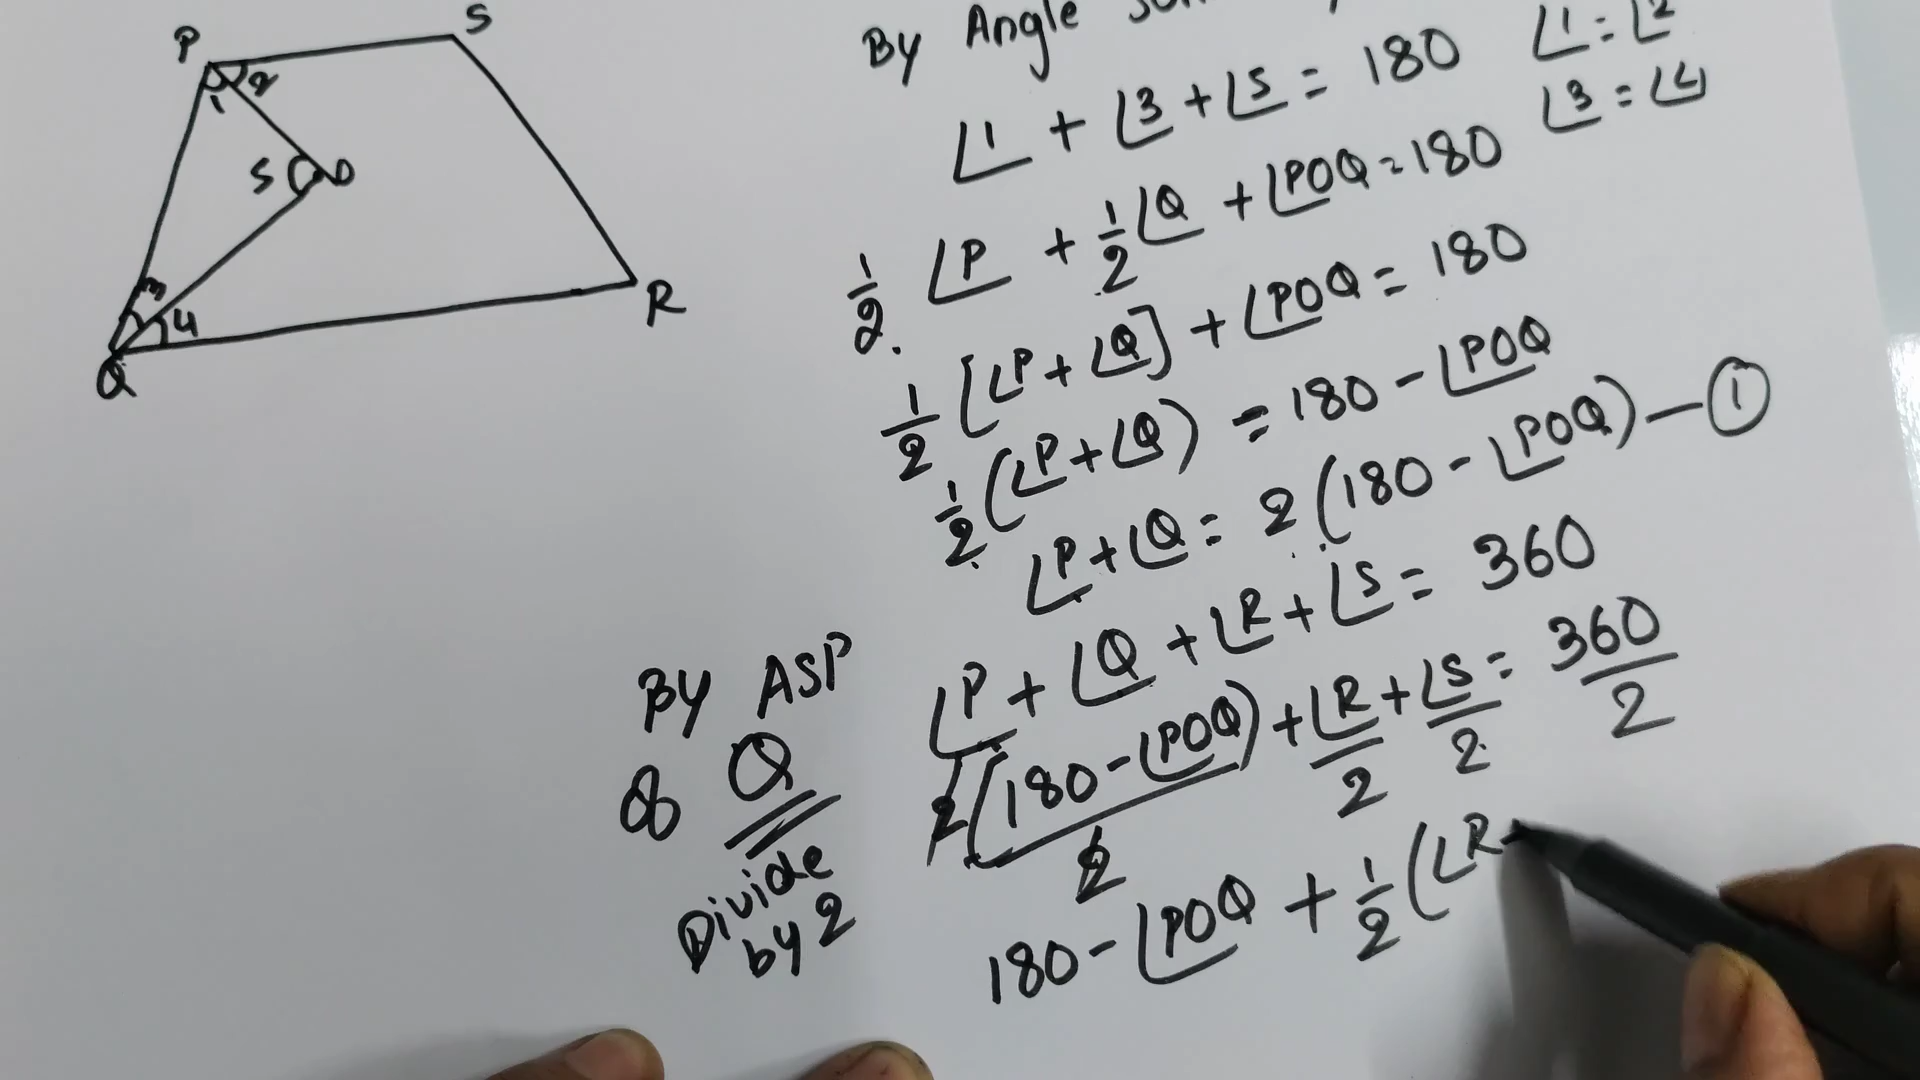 P
S
1
2
5
O
3
4
Q
R
By Angle
∠1 + ∠3 + ∠5 = 180
∠1 = ∠2
∠3 = ∠4
1/2 ∠P + 1/2 ∠Q + ∠POQ = 180
1/2 [∠P + ∠Q] + ∠POQ = 180
1/2 (∠P + ∠Q) = 180 - ∠POQ
∠P + ∠Q = 2 (180 - ∠POQ) — ①
∠P + ∠Q + ∠R + ∠S = 360
2(180 - ∠POQ)/2 + ∠R/2 + ∠S/2 = 360/2
180 - ∠POQ + 1/2 (∠R +
By ASP
of Q
Divide
by 2